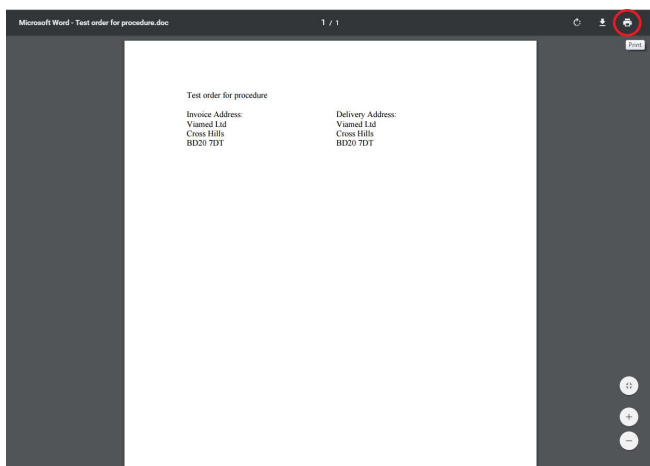 Microsoft Word - Test order for procedure.doc
1 / 1
Print
Test order for procedure
Invoice Address:
Viamed Ltd
Cross Hills
BD20 7DT
Delivery Address:
Viamed Ltd
Cross Hills
BD20 7DT